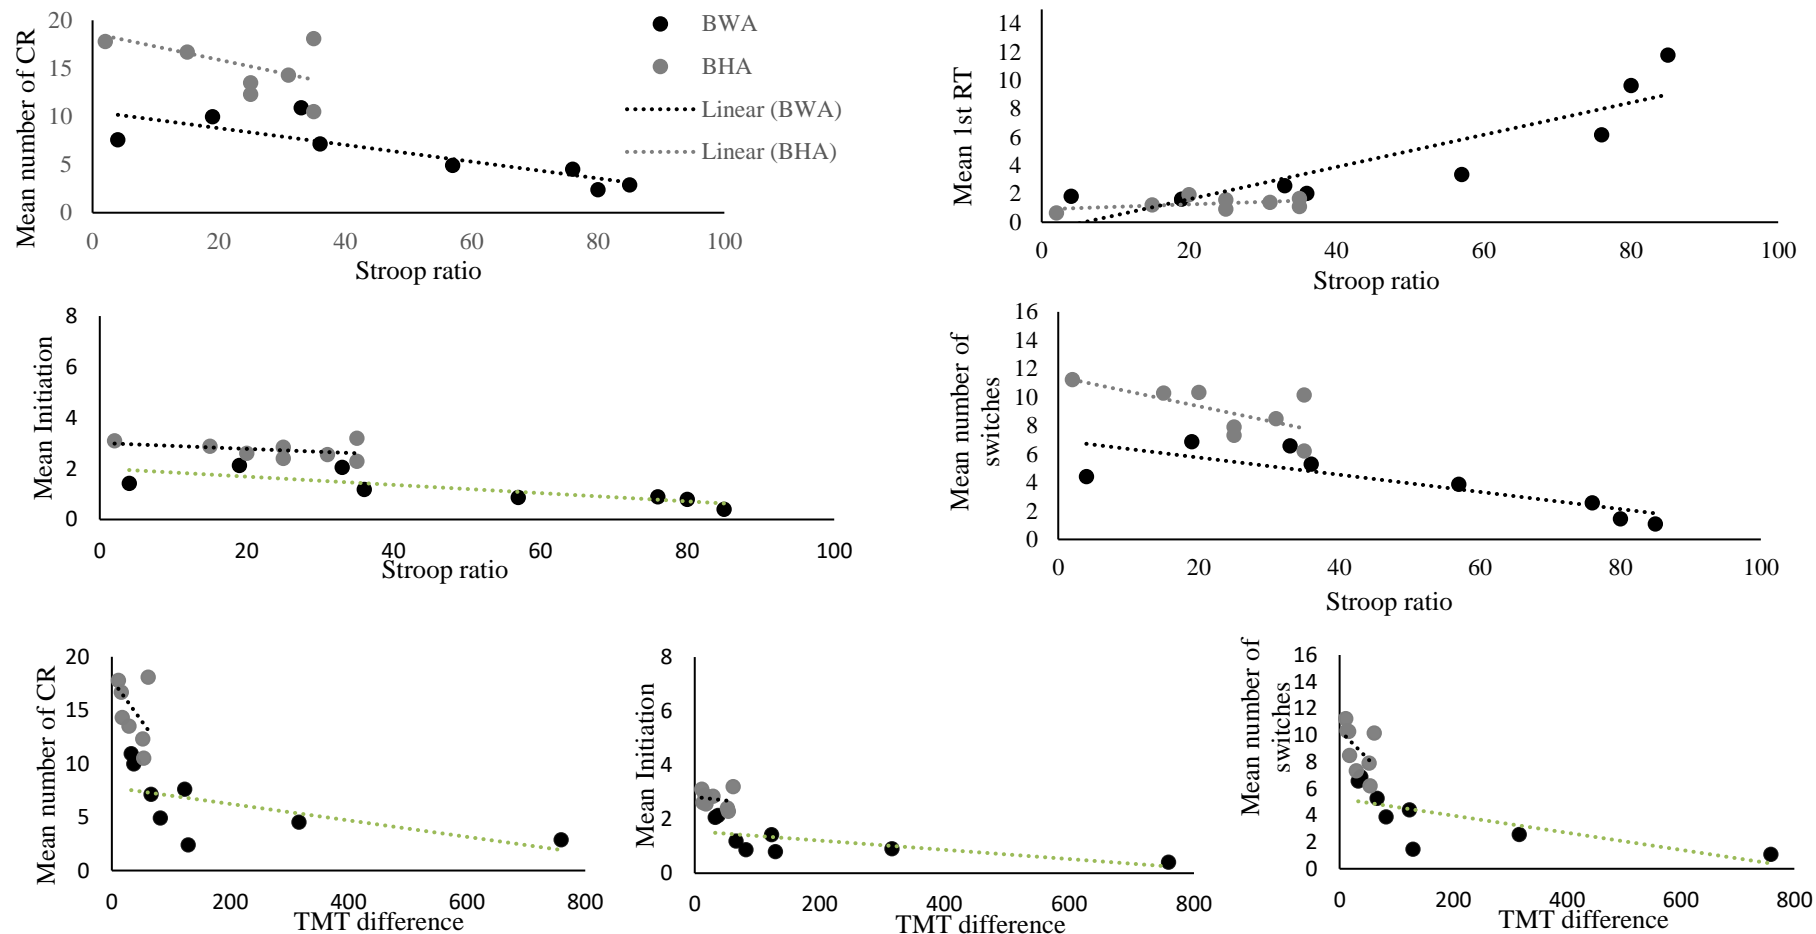 Mean number of CR
20
15
10
5
0
0 20 40 60 80 100
Stroop ratio
BWA
BHA
Linear (BWA)
Linear (BHA)
Mean 1st RT
14
12
10
8
6
4
2
0
0 20 40 60 80 100
Stroop ratio
Mean Initiation
8
6
4
2
0
0 20 40 60 80 100
Stroop ratio
Mean number of
switches
16
14
12
10
8
6
4
2
0
0 20 40 60 80 100
Stroop ratio
Mean number of CR
20
15
10
5
0
0 200 400 600 800
TMT difference
Mean Initiation
8
6
4
2
0
0 200 400 600 800
TMT difference
Mean number of
switches
16
14
12
10
8
6
4
2
0
0 200 400 600 800
TMT difference